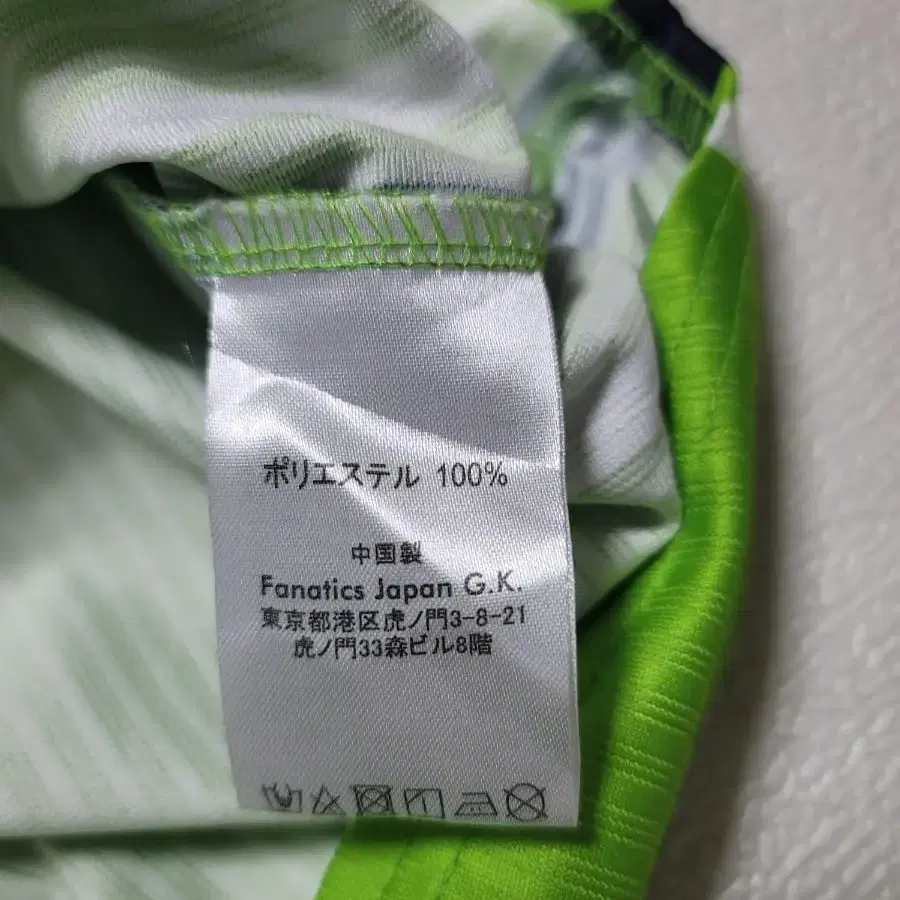 ポリエステル 100%
中国製
Fanatics Japan G.K.
東京都港区虎ノ門3-8-21
虎ノ門33森ビル8階